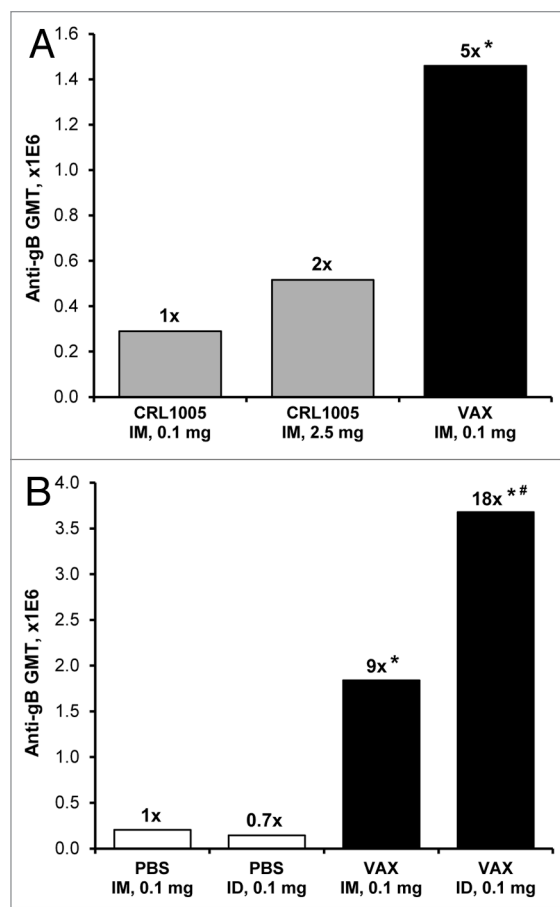 A
Anti-gB GMT, x1E6
1.6
1.4
1.2
1.0
0.8
0.6
0.4
0.2
0.0
1x
2x
5x *
CRL1005
IM, 0.1 mg
CRL1005
IM, 2.5 mg
VAX
IM, 0.1 mg
B
Anti-gB GMT, x1E6
4.0
3.5
3.0
2.5
2.0
1.5
1.0
0.5
0.0
1x
0.7x
9x *
18x * #
PBS
IM, 0.1 mg
PBS
ID, 0.1 mg
VAX
IM, 0.1 mg
VAX
ID, 0.1 mg